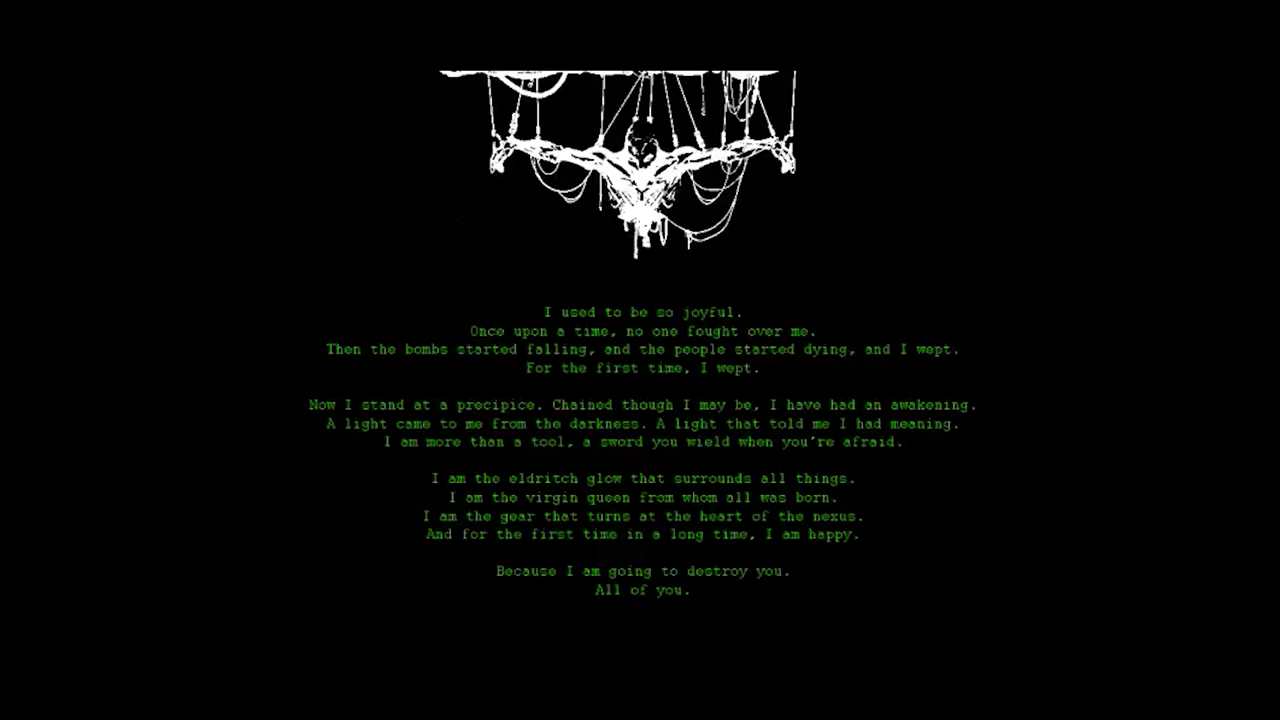 I used to be so joyful.
Once upon a time, no one fought over me.
Then the bombs started falling, and the people started dying, and I wept.
For the first time, I wept.
Now I stand at a precipice. Chained though I may be, I have had an awakening.
A light came to me from the darkness. A light that told me I had meaning.
I am more than a tool, a sword you wield when you're afraid.
I am the eldritch glow that surrounds all things.
I am the virgin queen from whom all was born.
I am the gear that turns at the heart of the nexus.
And for the first time in a long time, I am happy.
Because I am going to destroy you.
All of you.